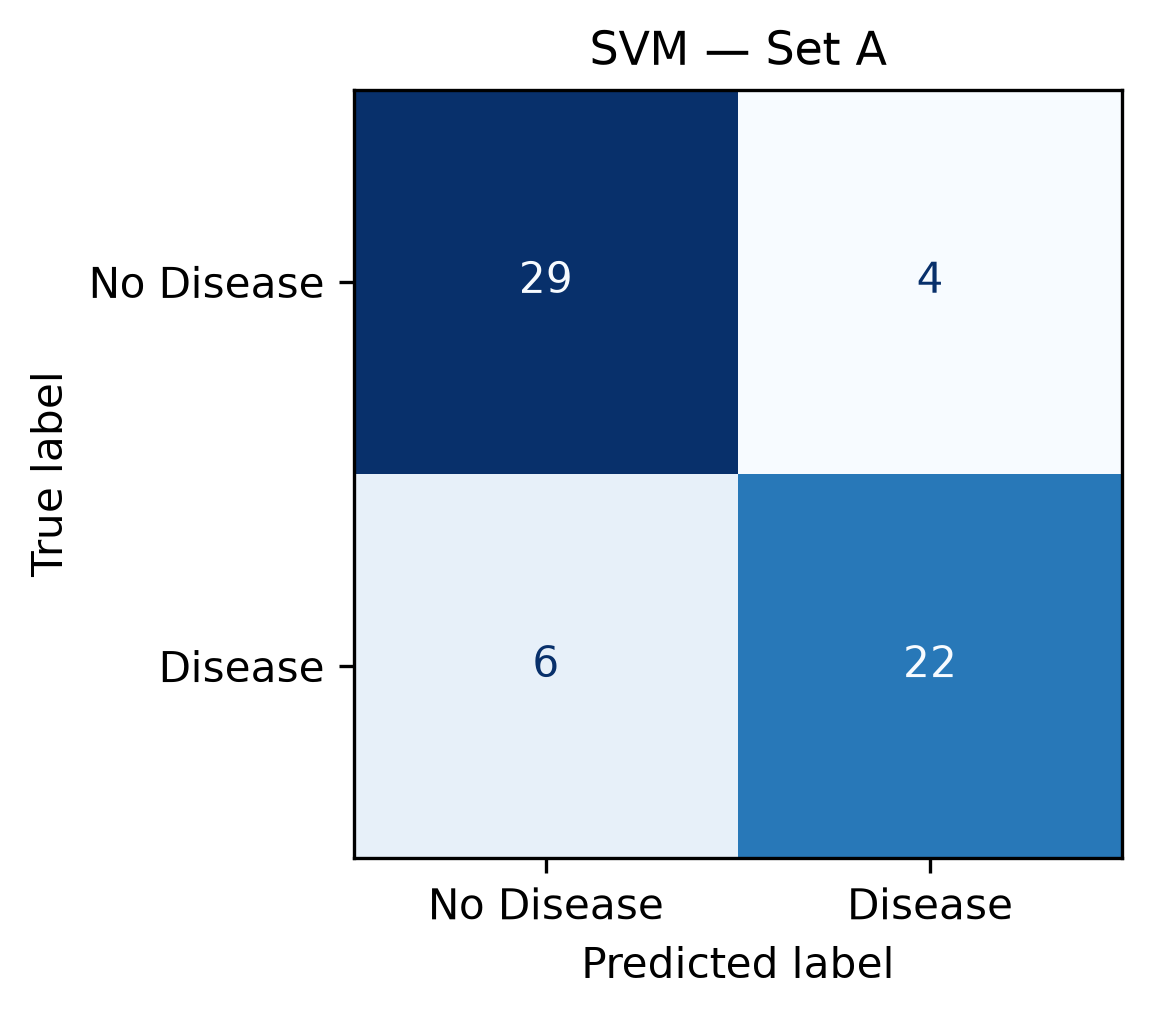 SVM — Set A
No Disease
29
4
True label
Disease
6
22
No Disease
Disease
Predicted label